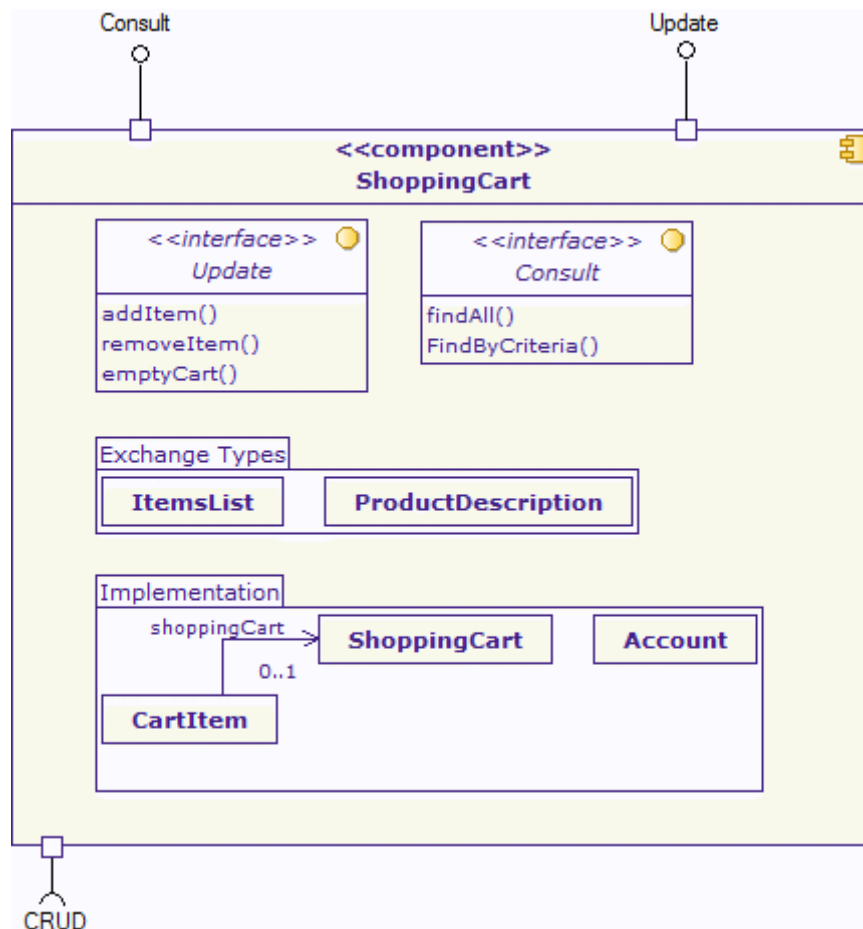 Consult
Update
<<component>>
ShoppingCart
<<interface>>
Update
addItem()
removeItem()
emptyCart()
<<interface>>
Consult
findAll()
FindByCriteria()
Exchange Types
ItemsList
ProductDescription
Implementation
shoppingCart
0..1
ShoppingCart
Account
CartItem
CRUD